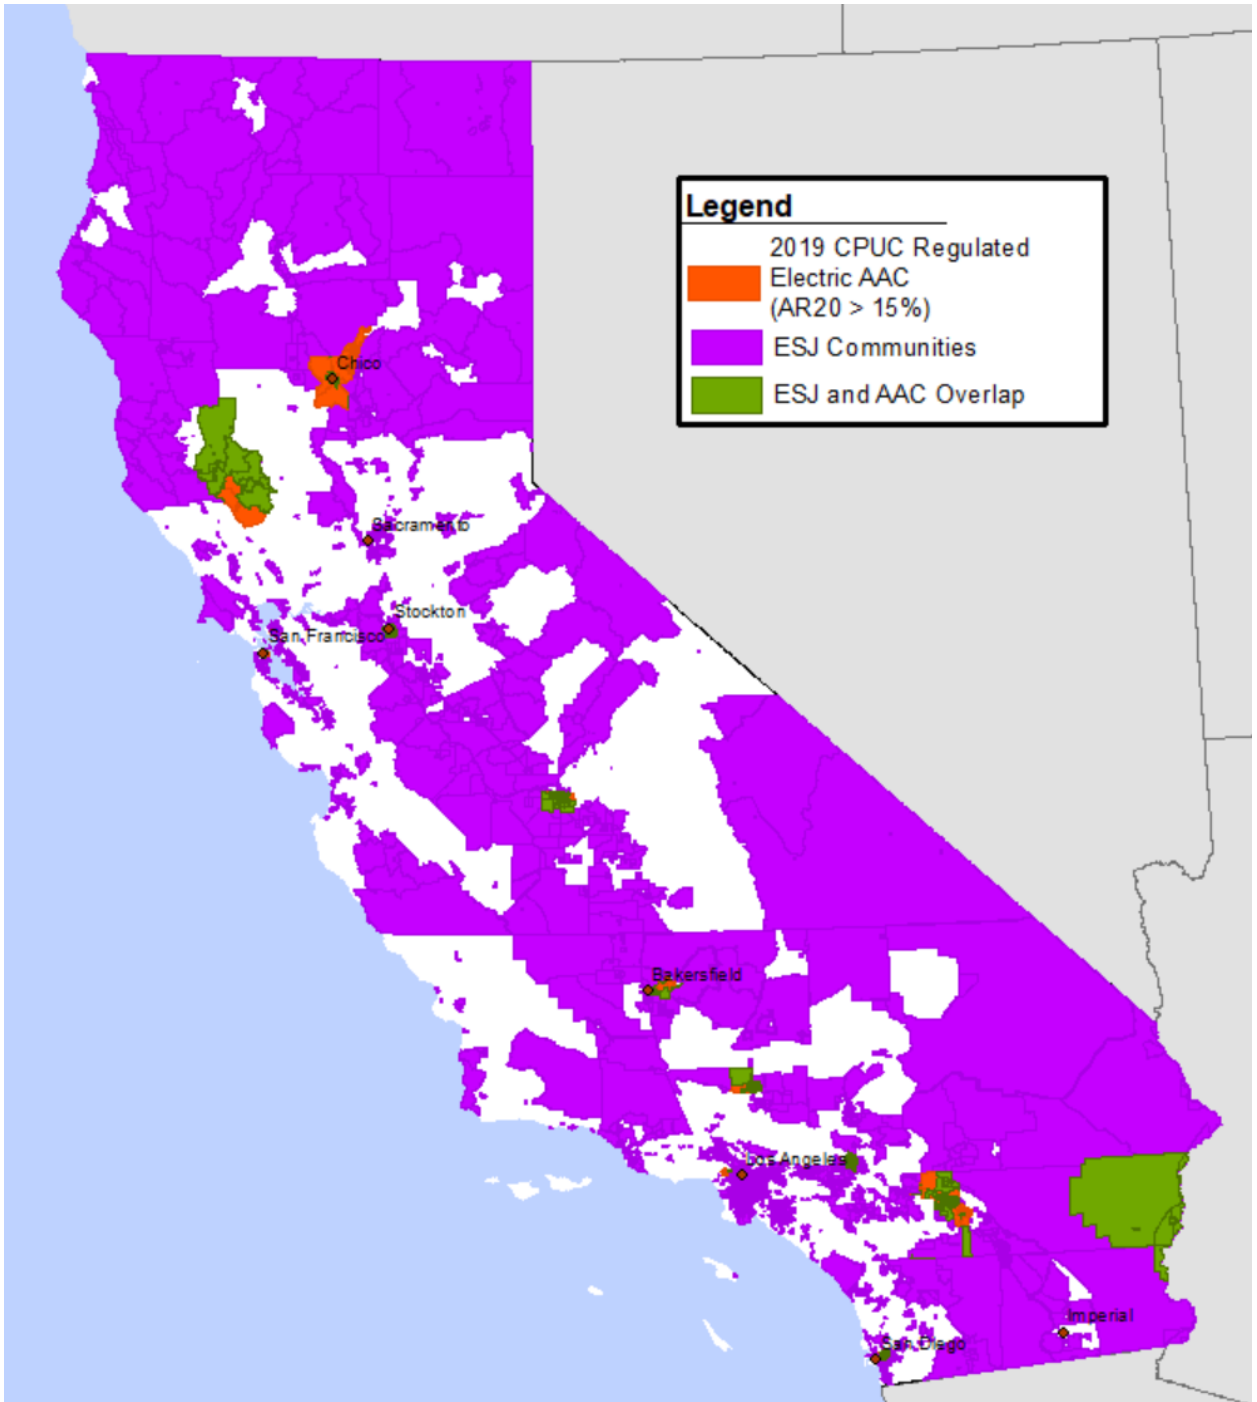 Legend
2019 CPUC Regulated
Electric AAC
(AR20 > 15%)
ESJ Communities
ESJ and AAC Overlap
Chico
Sacramento
Stockton
San Francisco
Bakersfield
Los Angeles
Imperial
San Diego